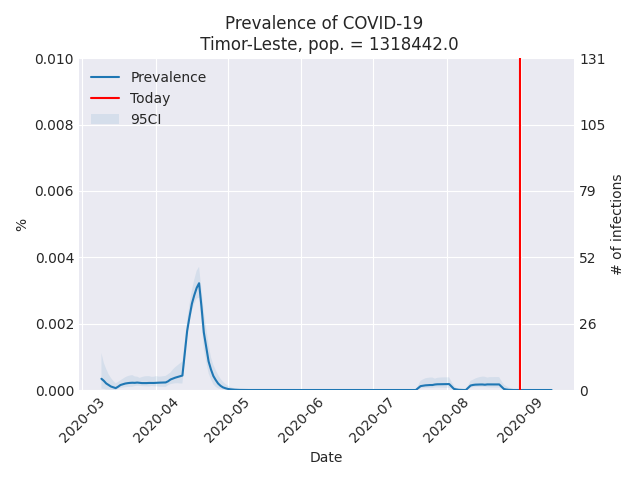 Prevalence of COVID-19
Timor-Leste, pop. = 1318442.0
Prevalence
Today
95CI
0.010
0.008
0.006
0.004
0.002
0.000
%
131
105
79
52
26
0
# of infections
2020-03
2020-04
2020-05
2020-06
2020-07
2020-08
2020-09
Date